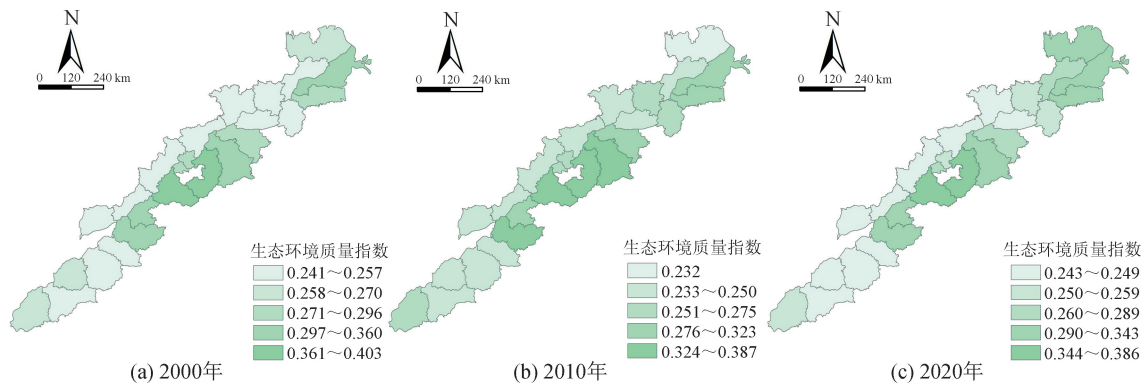 N
0 120 240 km
生态环境质量指数
0.241～0.257
0.258～0.270
0.271～0.296
0.297～0.360
0.361～0.403
(a) 2000年
N
0 120 240 km
生态环境质量指数
0.232
0.233～0.250
0.251～0.275
0.276～0.323
0.324～0.387
(b) 2010年
N
0 120 240 km
生态环境质量指数
0.243～0.249
0.250～0.259
0.260～0.289
0.290～0.343
0.344～0.386
(c) 2020年